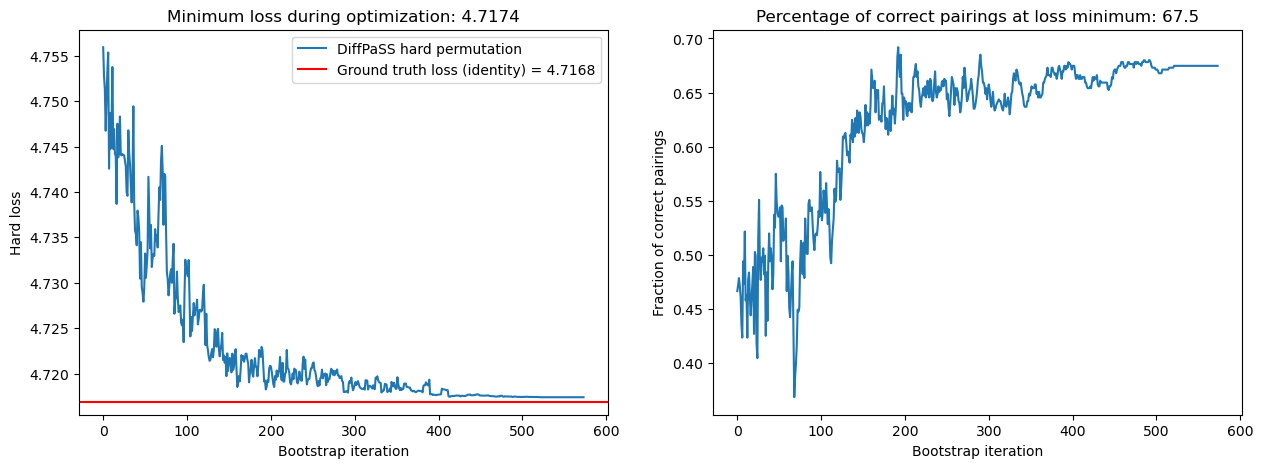 Minimum loss during optimization: 4.7174
DiffPaSS hard permutation
Ground truth loss (identity) = 4.7168
Hard loss
4.755
4.750
4.745
4.740
4.735
4.730
4.725
4.720
0 100 200 300 400 500 600
Bootstrap iteration
Percentage of correct pairings at loss minimum: 67.5
Fraction of correct pairings
0.70
0.65
0.60
0.55
0.50
0.45
0.40
0 100 200 300 400 500 600
Bootstrap iteration